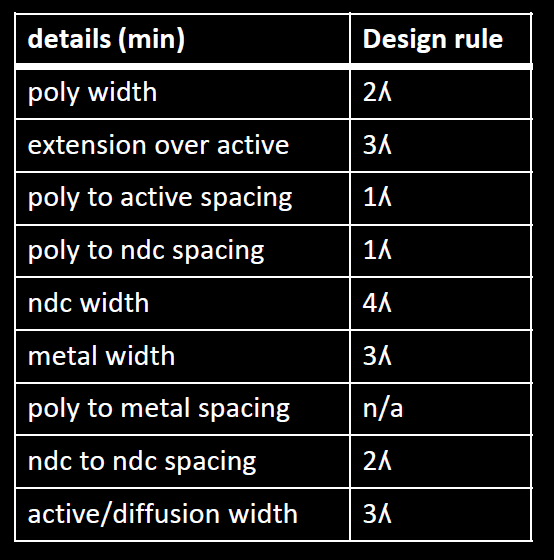 details (min) Design rule
poly width 2ʎ
extension over active 3ʎ
poly to active spacing 1ʎ
poly to ndc spacing 1ʎ
ndc width 4ʎ
metal width 3ʎ
poly to metal spacing n/a
ndc to ndc spacing 2ʎ
active/diffusion width 3ʎ